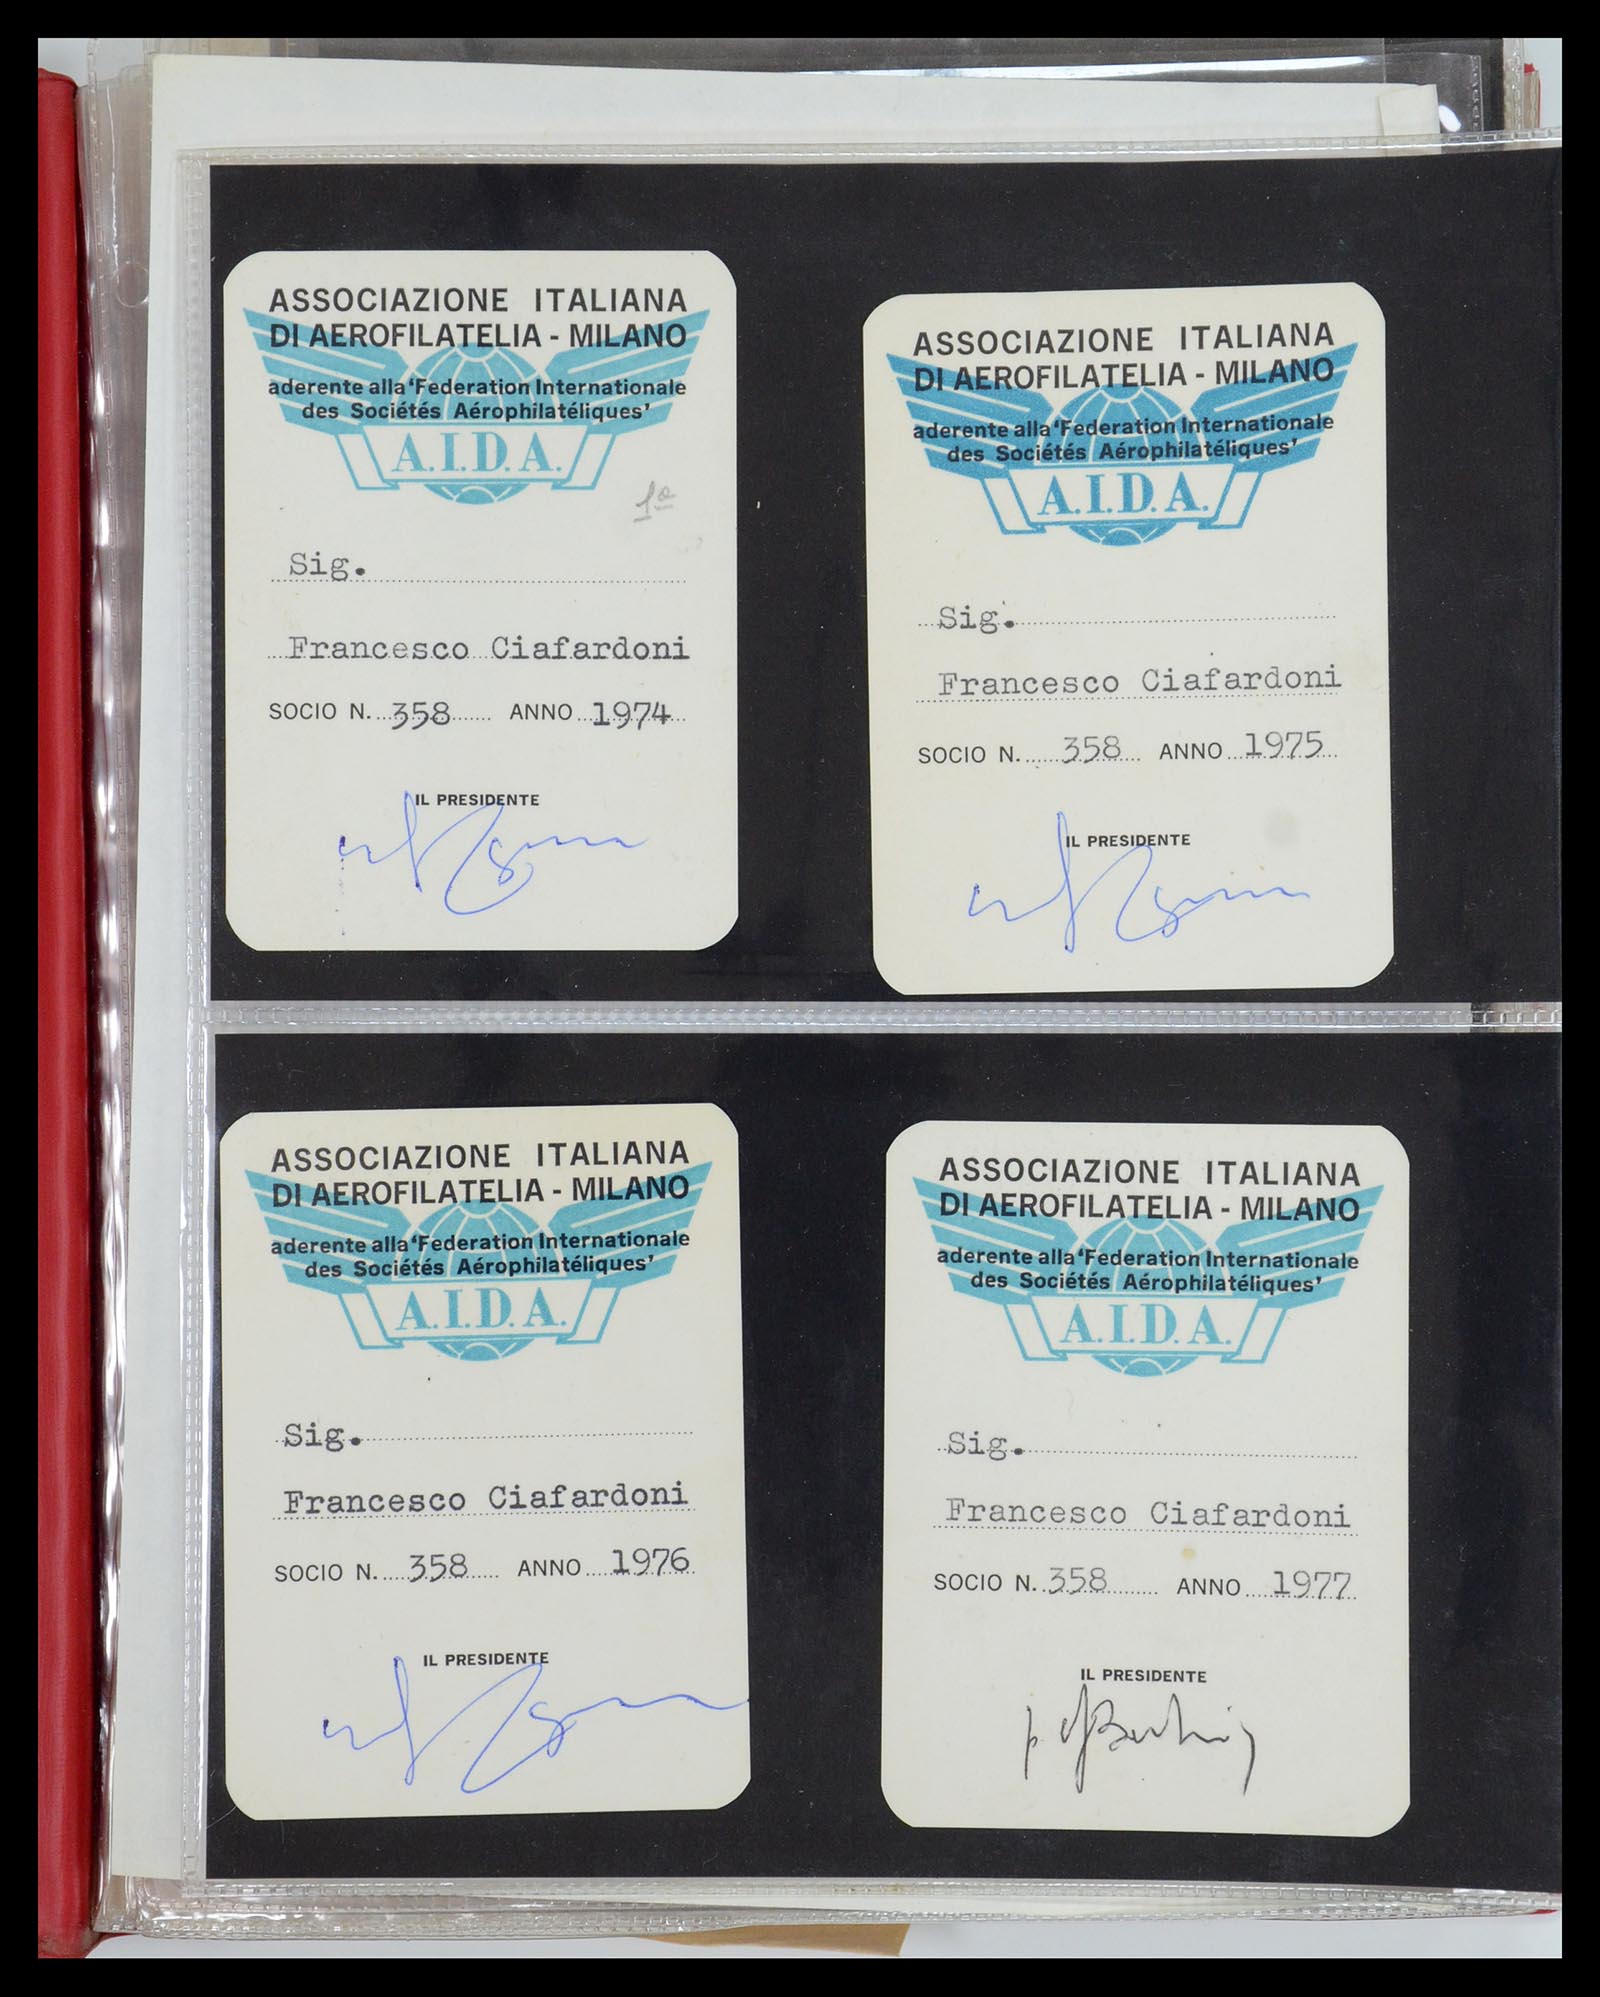 ASSOCIAZIONE ITALIANA
DI AEROFILATELIA - MILANO
aderente alla 'Federation Internationale
des Sociétés Aérophilatéliques'
A.I.D.A.
1ª
Sig.
Francesco Ciafardoni
SOCIO N. 358 ANNO 1974
IL PRESIDENTE
ASSOCIAZIONE ITALIANA
DI AEROFILATELIA - MILANO
aderente alla 'Federation Internationale
des Sociétés Aérophilatéliques'
A.I.D.A.
Sig.
Francesco Ciafardoni
SOCIO N. 358 ANNO 1975
IL PRESIDENTE
ASSOCIAZIONE ITALIANA
DI AEROFILATELIA - MILANO
aderente alla 'Federation Internationale
des Sociétés Aérophilatéliques'
A.I.D.A.
Sig.
Francesco Ciafardoni
SOCIO N. 358 ANNO 1976
IL PRESIDENTE
ASSOCIAZIONE ITALIANA
DI AEROFILATELIA - MILANO
aderente alla 'Federation Internationale
des Sociétés Aérophilatéliques'
A.I.D.A.
Sig.
Francesco Ciafardoni
SOCIO N. 358 ANNO 1977
IL PRESIDENTE